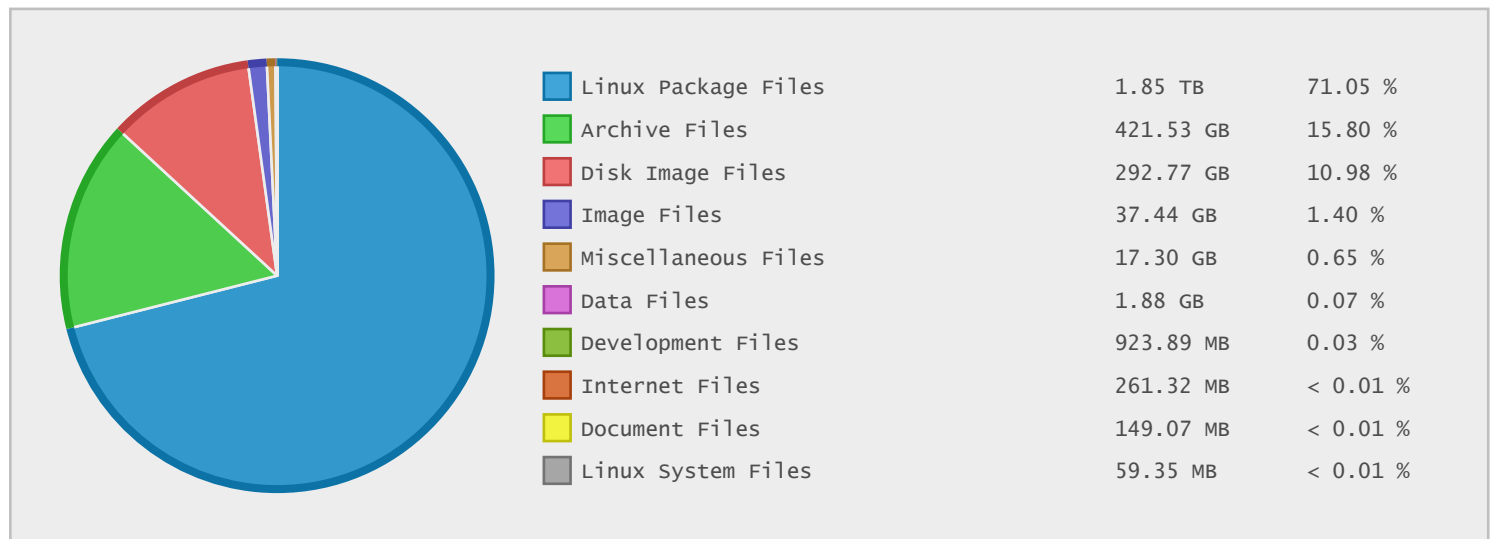 Linux Package Files 1.85 TB 71.05 %
Archive Files 421.53 GB 15.80 %
Disk Image Files 292.77 GB 10.98 %
Image Files 37.44 GB 1.40 %
Miscellaneous Files 17.30 GB 0.65 %
Data Files 1.88 GB 0.07 %
Development Files 923.89 MB 0.03 %
Internet Files 261.32 MB < 0.01 %
Document Files 149.07 MB < 0.01 %
Linux System Files 59.35 MB < 0.01 %